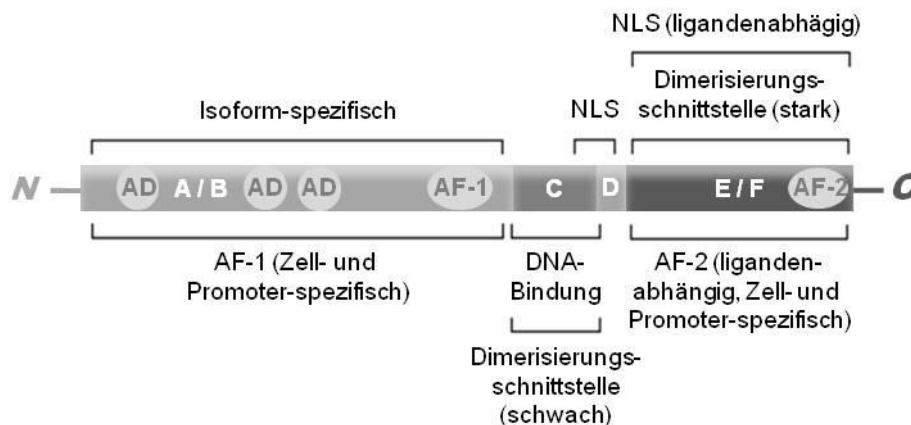 NLS (ligandenabhägig)
Dimerisierungs-
schnittstelle (stark)
NLS
Isoform-spezifisch
N AD A / B AD AD AF-1 C D E / F AF-2 C
AF-1 (Zell- und
Promoter-spezifisch)
DNA-
Bindung
AF-2 (liganden-
abhängig, Zell- und
Promoter-spezifisch)
Dimerisierungs-
schnittstelle
(schwach)